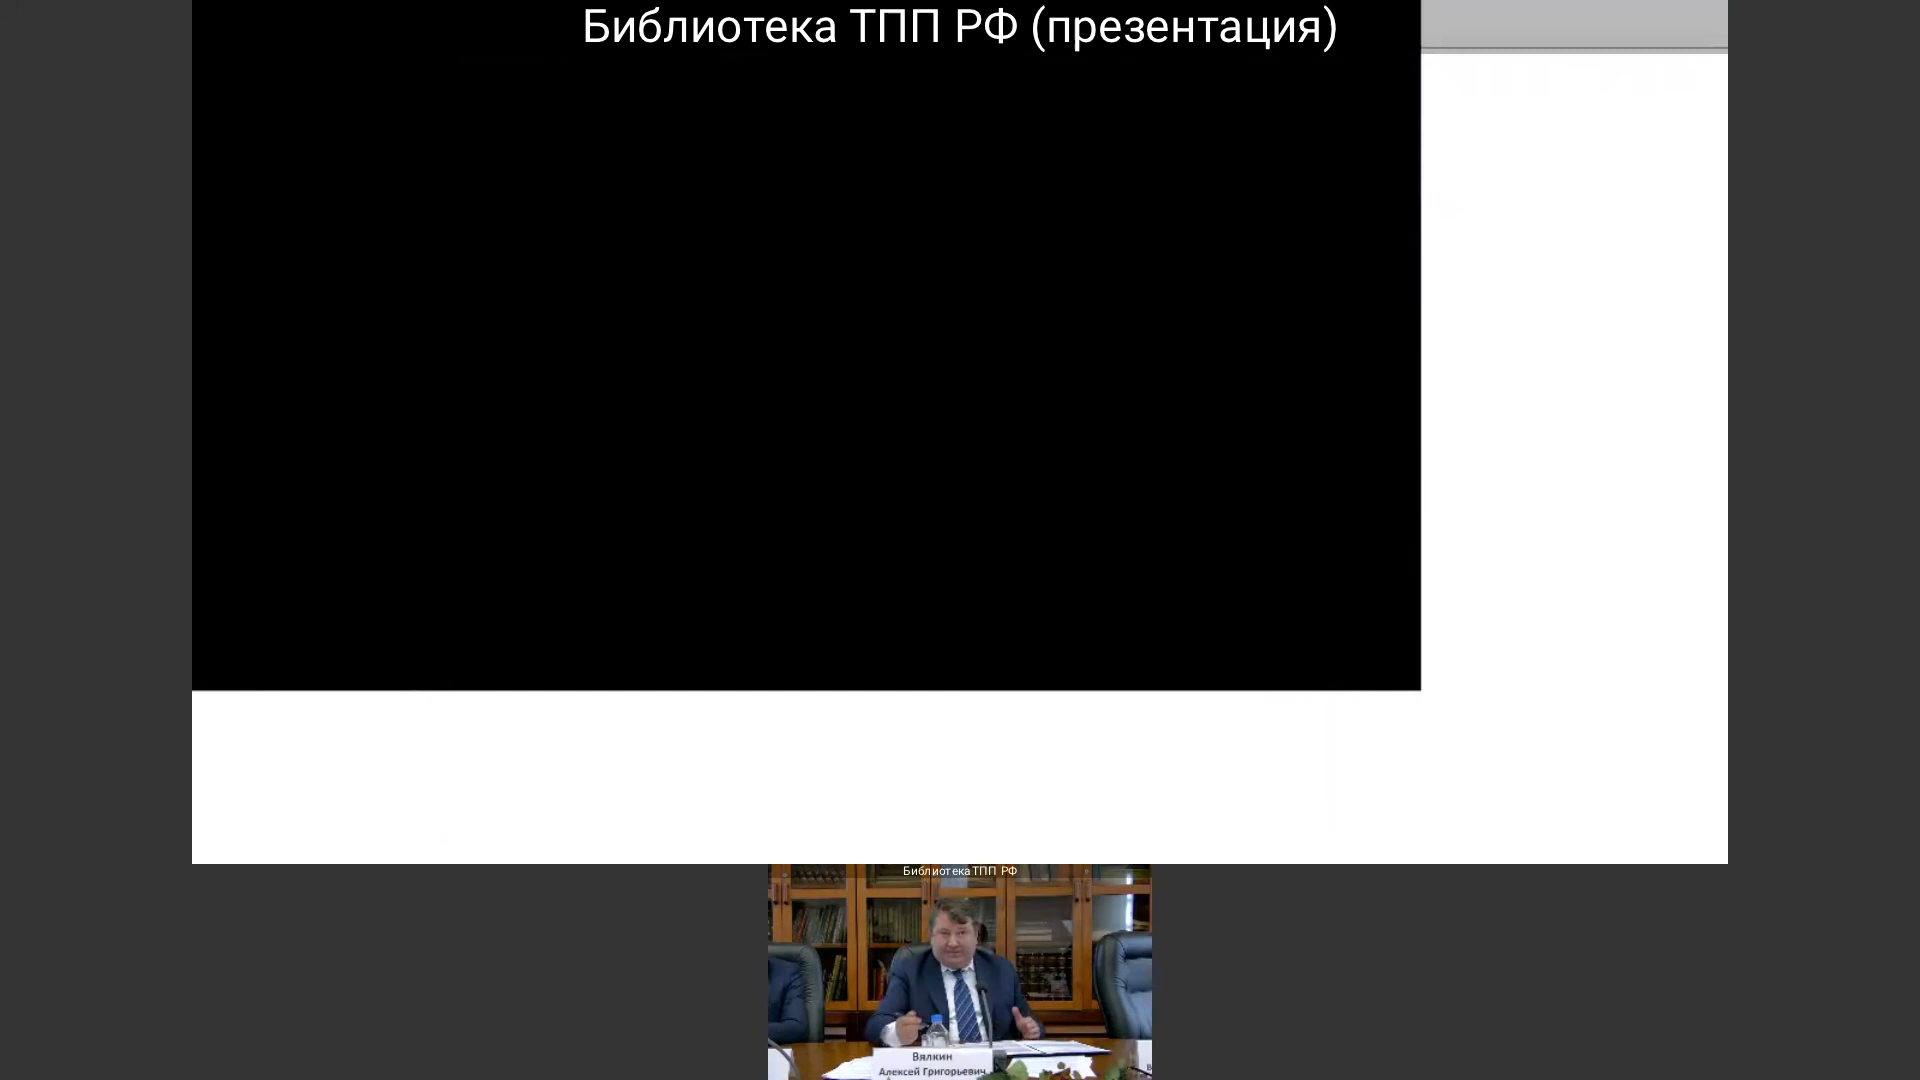 Библиотека ТПП РФ (презентация)
Библиотека ТПП РФ
Вялкин
Алексей Григорьевич